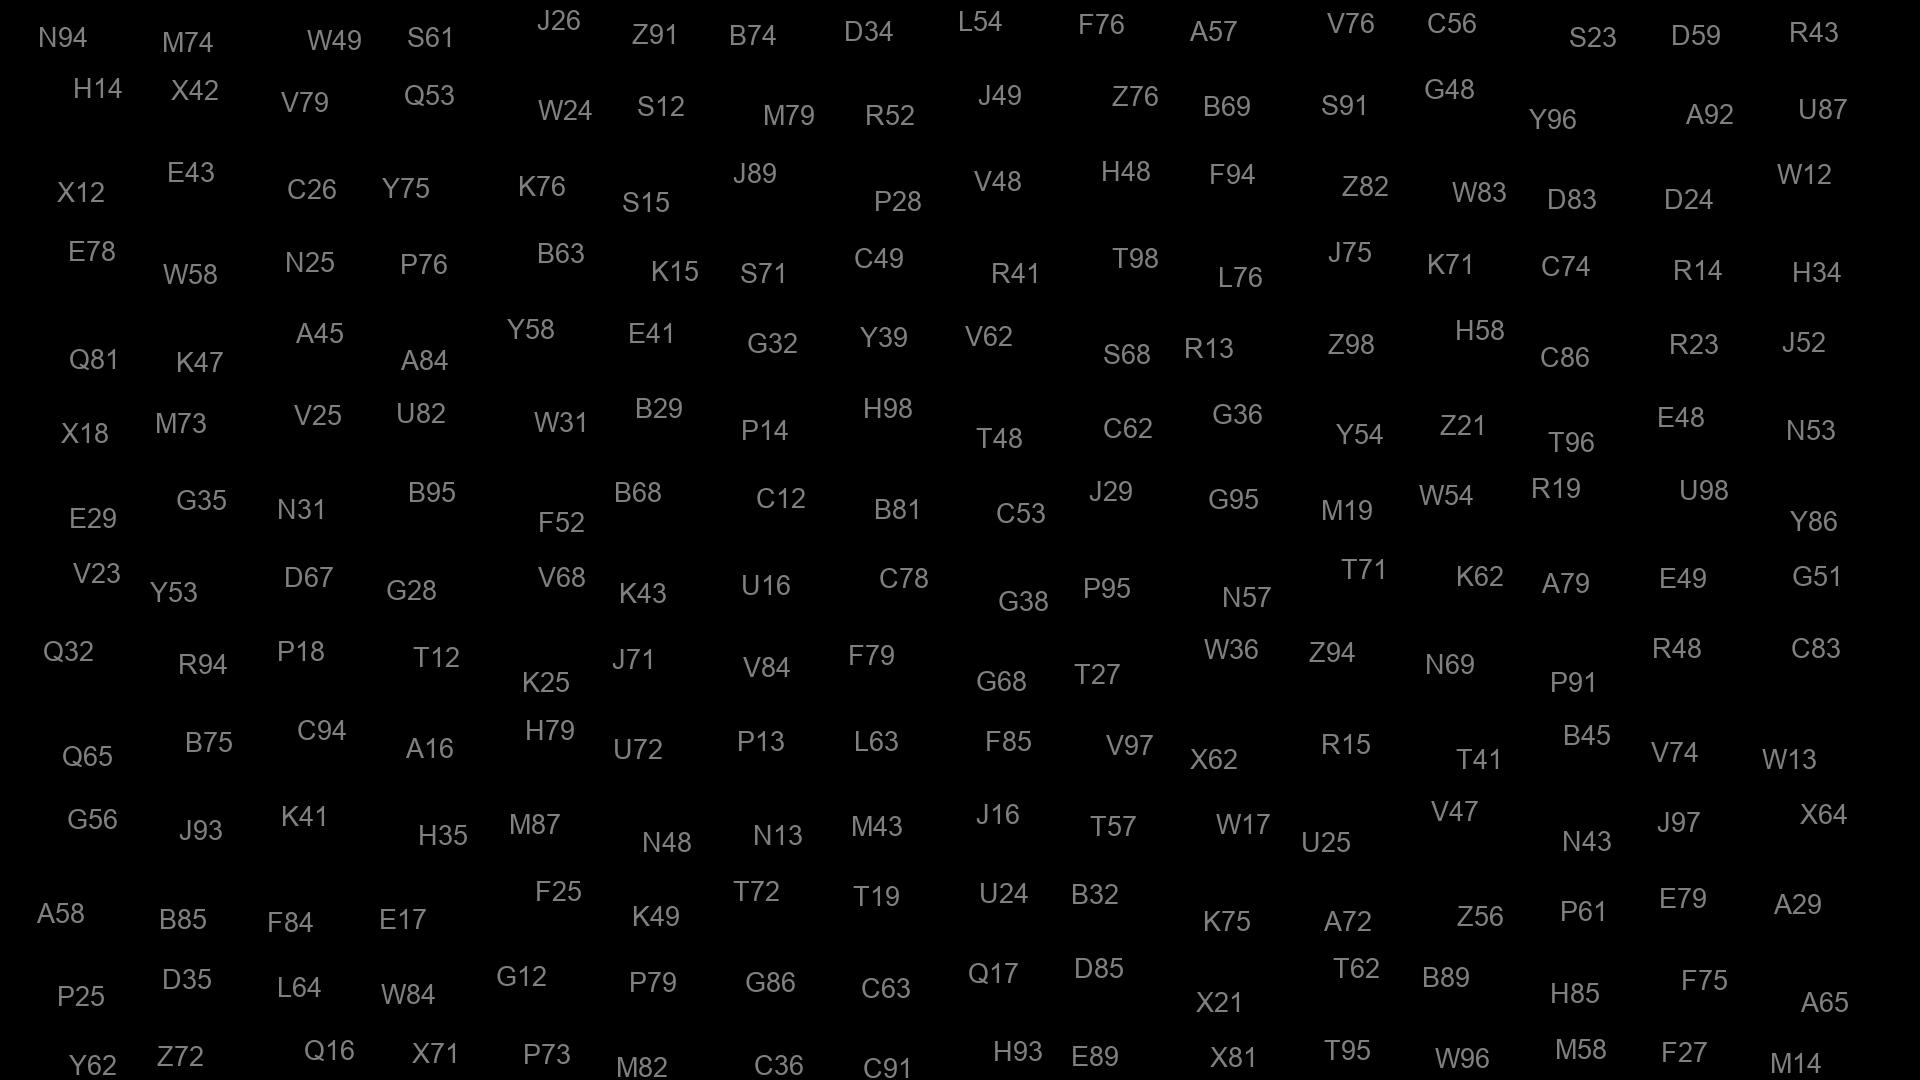 N94 M74 W49 S61 J26 Z91 B74 D34 L54 F76 A57 V76 C56 S23 D59 R43
H14 X42 V79 Q53 W24 S12 M79 R52 J49 Z76 B69 S91 G48 Y96 A92 U87
X12 E43 C26 Y75 K76 S15 J89 P28 V48 H48 F94 Z82 W83 D83 D24 W12
E78 W58 N25 P76 B63 K15 S71 C49 R41 T98 L76 J75 K71 C74 R14 H34
Q81 K47 A45 A84 Y58 E41 G32 Y39 V62 S68 R13 Z98 H58 C86 R23 J52
X18 M73 V25 U82 W31 B29 P14 H98 T48 C62 G36 Y54 Z21 T96 E48 N53
E29 G35 N31 B95 F52 B68 C12 B81 C53 J29 G95 M19 W54 R19 U98 Y86
V23 Y53 D67 G28 V68 K43 U16 C78 G38 P95 N57 T71 K62 A79 E49 G51
Q32 R94 P18 T12 K25 J71 V84 F79 G68 T27 W36 Z94 N69 P91 R48 C83
Q65 B75 C94 A16 H79 U72 P13 L63 F85 V97 X62 R15 T41 B45 V74 W13
G56 J93 K41 H35 M87 N48 N13 M43 J16 T57 W17 U25 V47 N43 J97 X64
A58 B85 F84 E17 F25 K49 T72 T19 U24 B32 K75 A72 Z56 P61 E79 A29
P25 D35 L64 W84 G12 P79 G86 C63 Q17 D85 X21 T62 B89 H85 F75 A65
Y62 Z72 Q16 X71 P73 M82 C36 C91 H93 E89 X81 T95 W96 M58 F27 M14